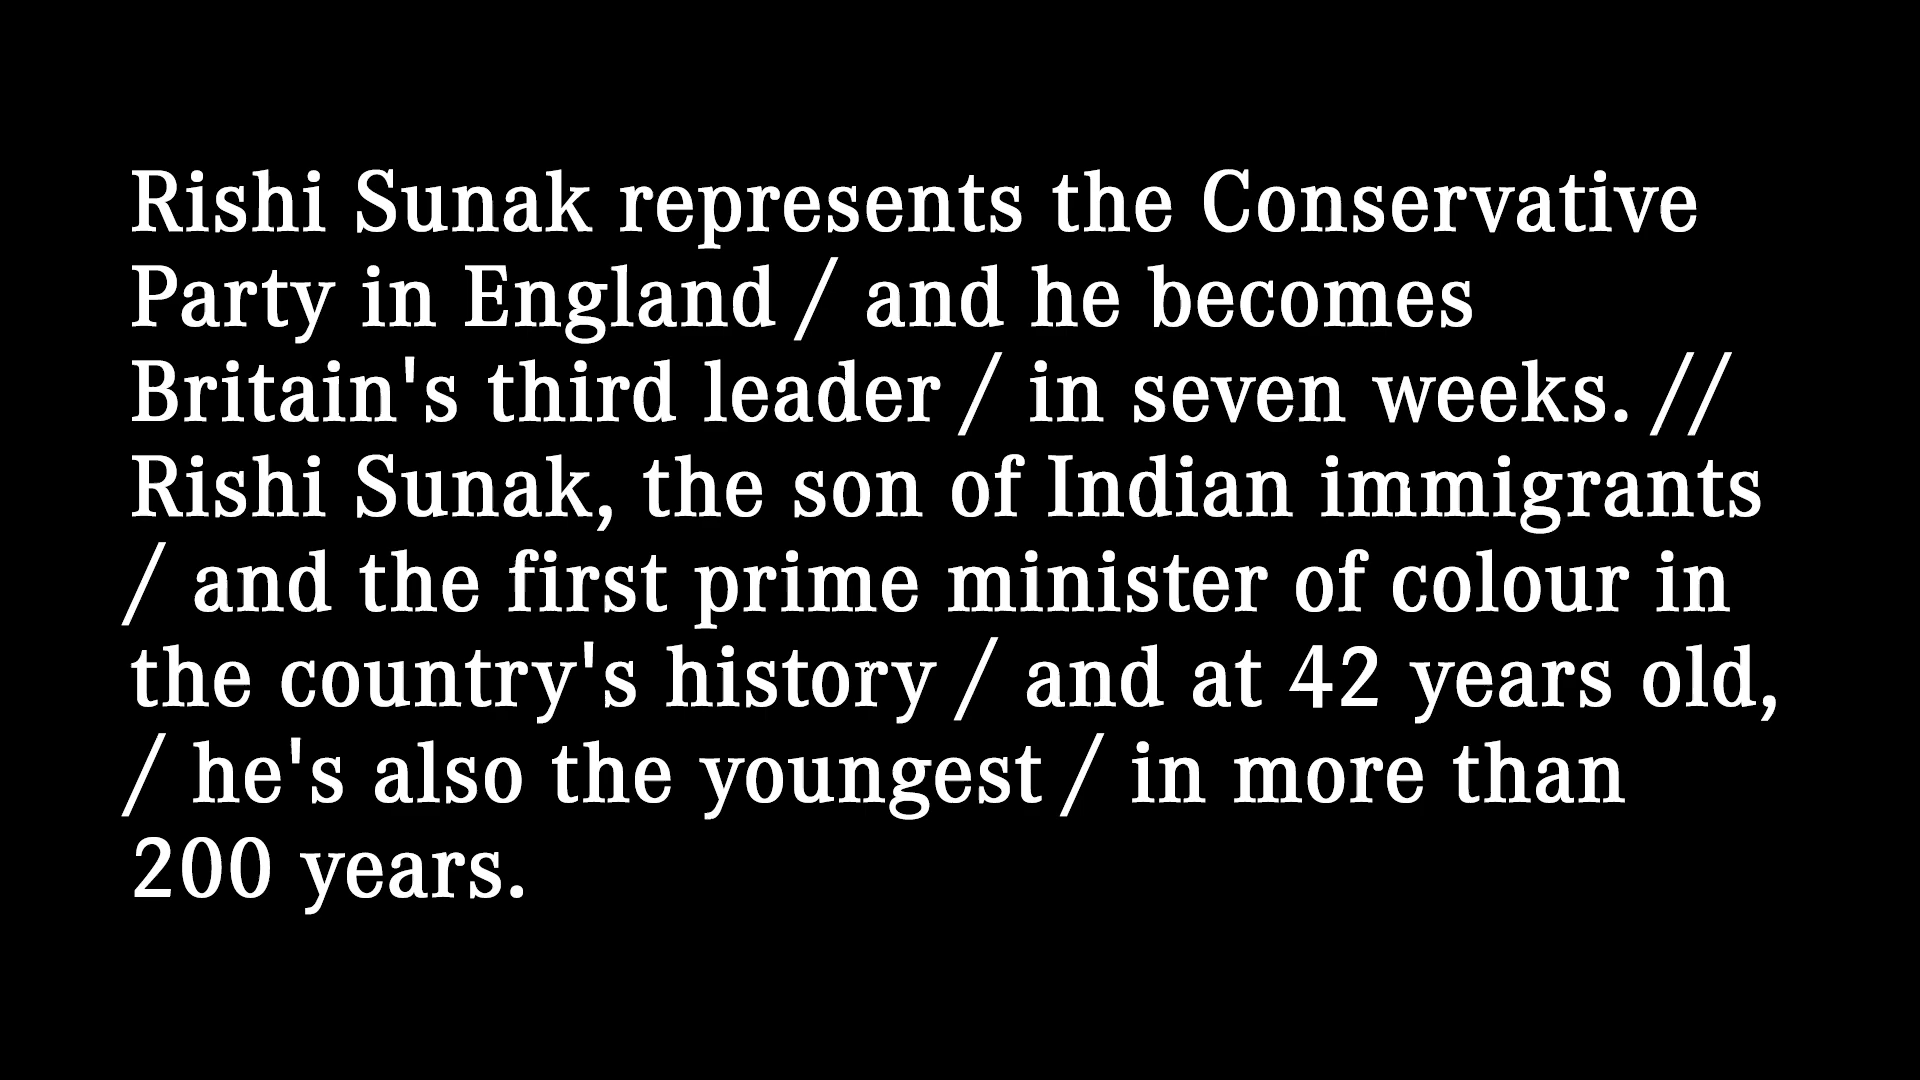 Rishi Sunak represents the Conservative
Party in England / and he becomes
Britain's third leader / in seven weeks. //
Rishi Sunak, the son of Indian immigrants
/ and the first prime minister of colour in
the country's history / and at 42 years old,
/ he's also the youngest / in more than
200 years.